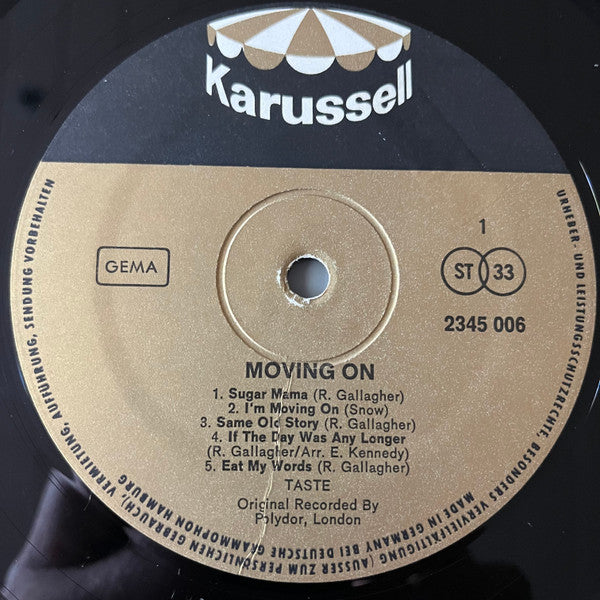 Karussell
GEMA
1
ST 33
2345 006
MOVING ON
1. Sugar Mama (R. Gallagher)
2. I'm Moving On (Snow)
3. Same Old Story (R. Gallagher)
4. If The Day Was Any Longer
(R. Gallagher/Arr. E. Kennedy)
5. Eat My Words (R. Gallagher)
TASTE
Original Recorded By
Polydor, London
URHEBER- UND LEISTUNGSSCHUTZRECHTE, BESONDERS VERVIELFÄLTIGUNG (AUSSER ZUM PERSÖNLICHEN GEBRAUCH), VERMIETUNG, AUFFÜHRUNG, SENDUNG VORBEHALTEN
MADE IN GERMANY BEI DEUTSCHE GRAMMOPHON HAMBURG